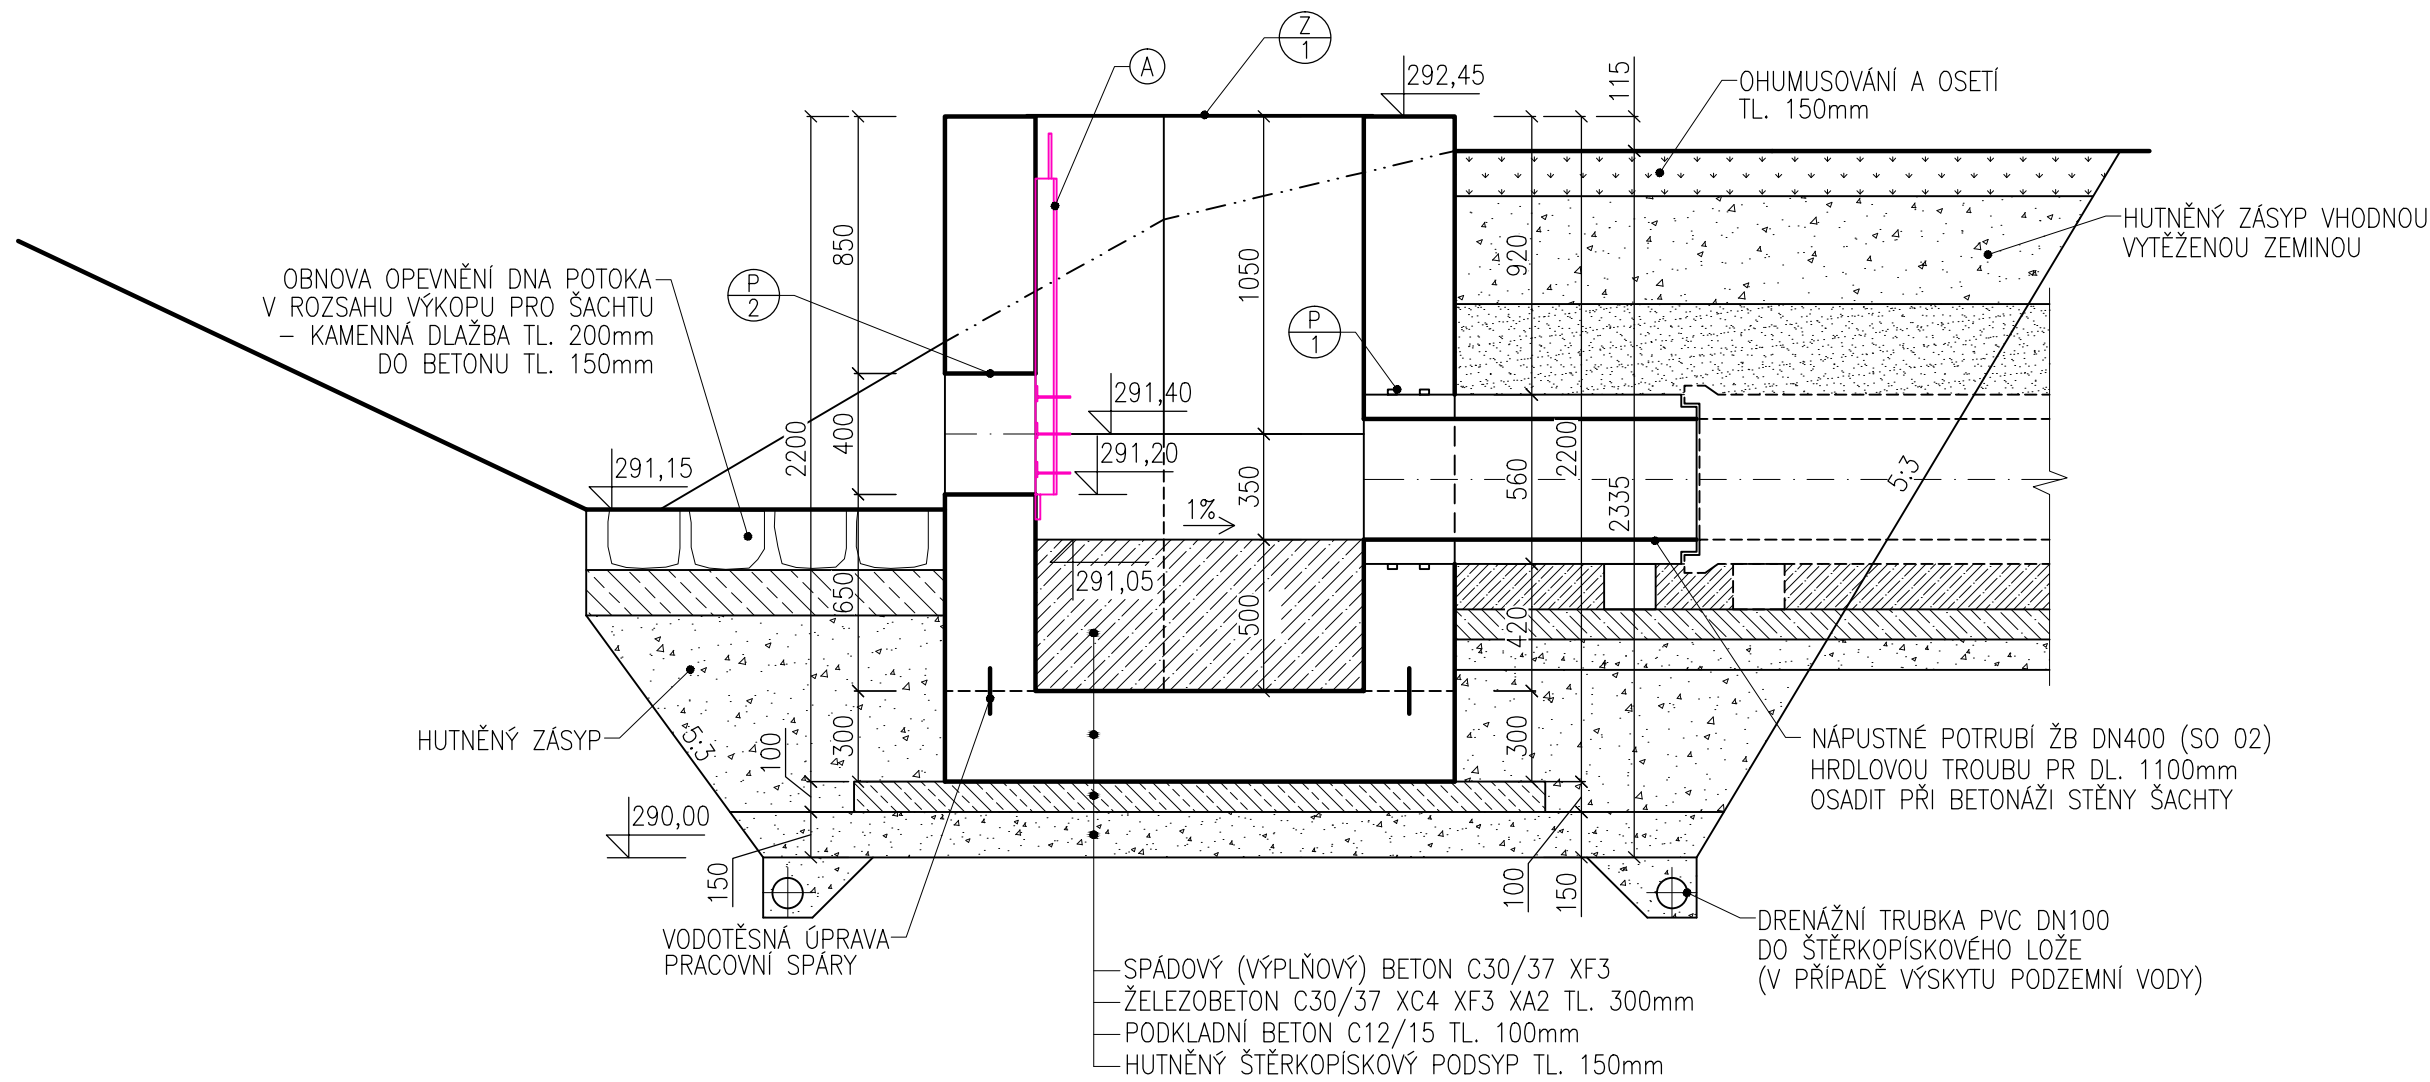 Z
1
A
292,45
115
OHUMUSOVÁNÍ A OSETÍ
TL. 150mm
HUTNĚNÝ ZÁSYP VHODNOU
VYTĚŽENOU ZEMINOU
OBNOVA OPEVNĚNÍ DNA POTOKA
V ROZSAHU VÝKOPU PRO ŠACHTU
– KAMENNÁ DLAŽBA TL. 200mm
DO BETONU TL. 150mm
P
2
850
1050
920
P
1
291,40
291,20
291,15
2200
400
350
560
2200
2335
5:3
1%
291,05
650
500
420
HUTNĚNÝ ZÁSYP
5:3
100
300
300
NÁPUSTNÉ POTRUBÍ ŽB DN400 (SO 02)
HRDLOVOU TROUBU PR DL. 1100mm
OSADIT PŘI BETONÁŽI STĚNY ŠACHTY
290,00
150
100
150
VODOTĚSNÁ ÚPRAVA
PRACOVNÍ SPÁRY
DRENÁŽNÍ TRUBKA PVC DN100
DO ŠTĚRKOPÍSKOVÉHO LOŽE
(V PŘÍPADĚ VÝSKYTU PODZEMNÍ VODY)
SPÁDOVÝ (VÝPLŇOVÝ) BETON C30/37 XF3
ŽELEZOBETON C30/37 XC4 XF3 XA2 TL. 300mm
PODKLADNÍ BETON C12/15 TL. 100mm
HUTNĚNÝ ŠTĚRKOPÍSKOVÝ PODSYP TL. 150mm